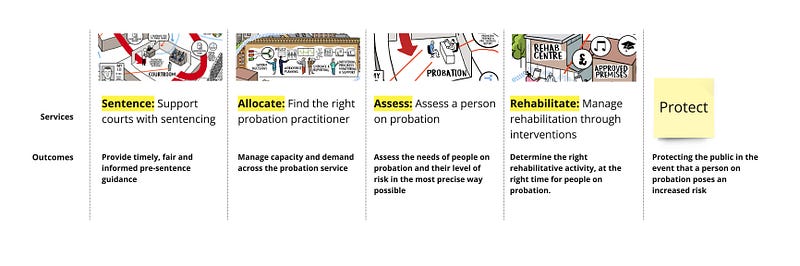 COURTROOM
PROBATION
REHAB
CENTRE
£
APPROVED
PREMISES
Services
Sentence: Support
courts with sentencing
Allocate: Find the right
probation practitioner
Assess: Assess a person
on probation
Rehabilitate: Manage
rehabilitation through
interventions
Protect
Outcomes
Provide timely, fair and
informed pre-sentence
guidance
Manage capacity and demand
across the probation service
Assess the needs of people on
probation and their level of
risk in the most precise way
possible
Determine the right
rehabilitative activity, at the
right time for people on
probation.
Protecting the public in the
event that a person on
probation poses an
increased risk